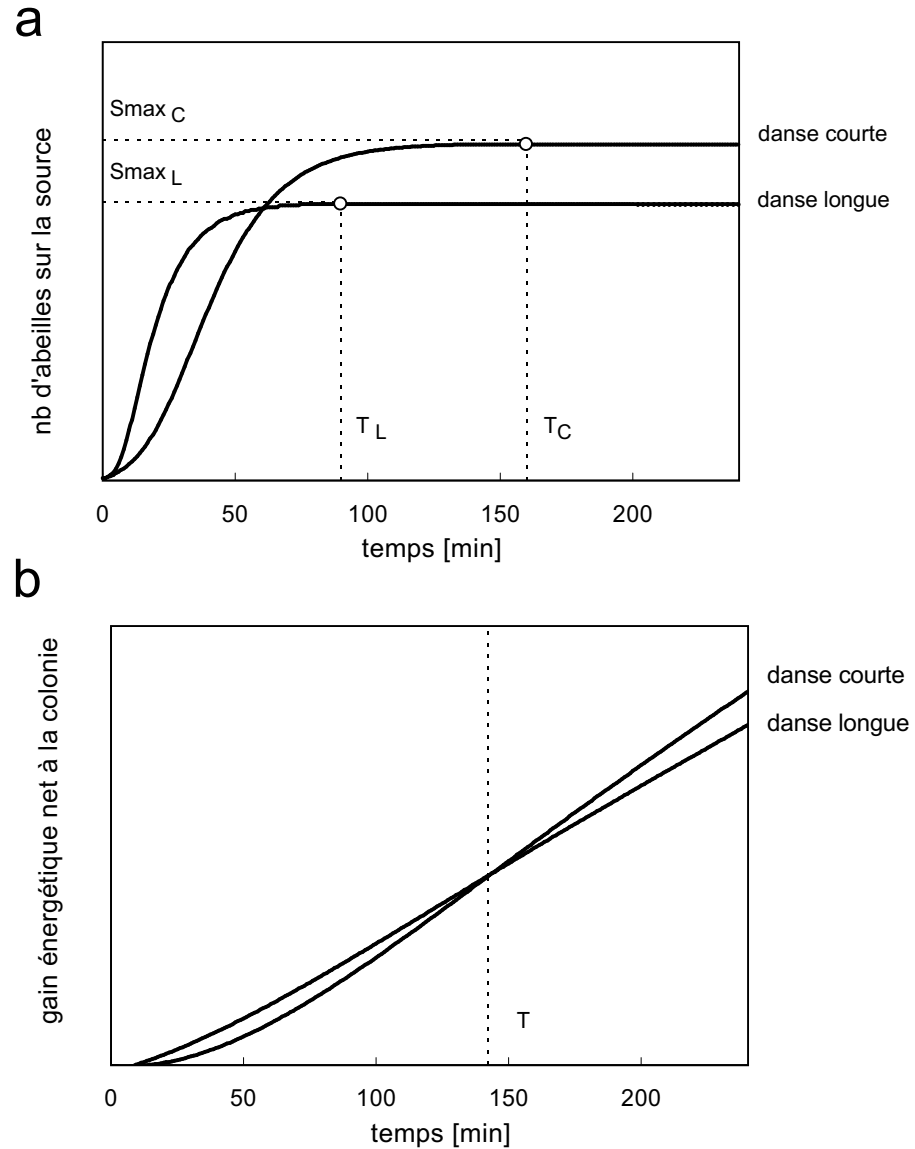 a
nb d'abeilles sur la source
Smax C
Smax L
danse courte
danse longue
T L
T C
0
50
100
150
200
temps [min]
b
gain énergétique net à la colonie
danse courte
danse longue
T
0
50
100
150
200
temps [min]